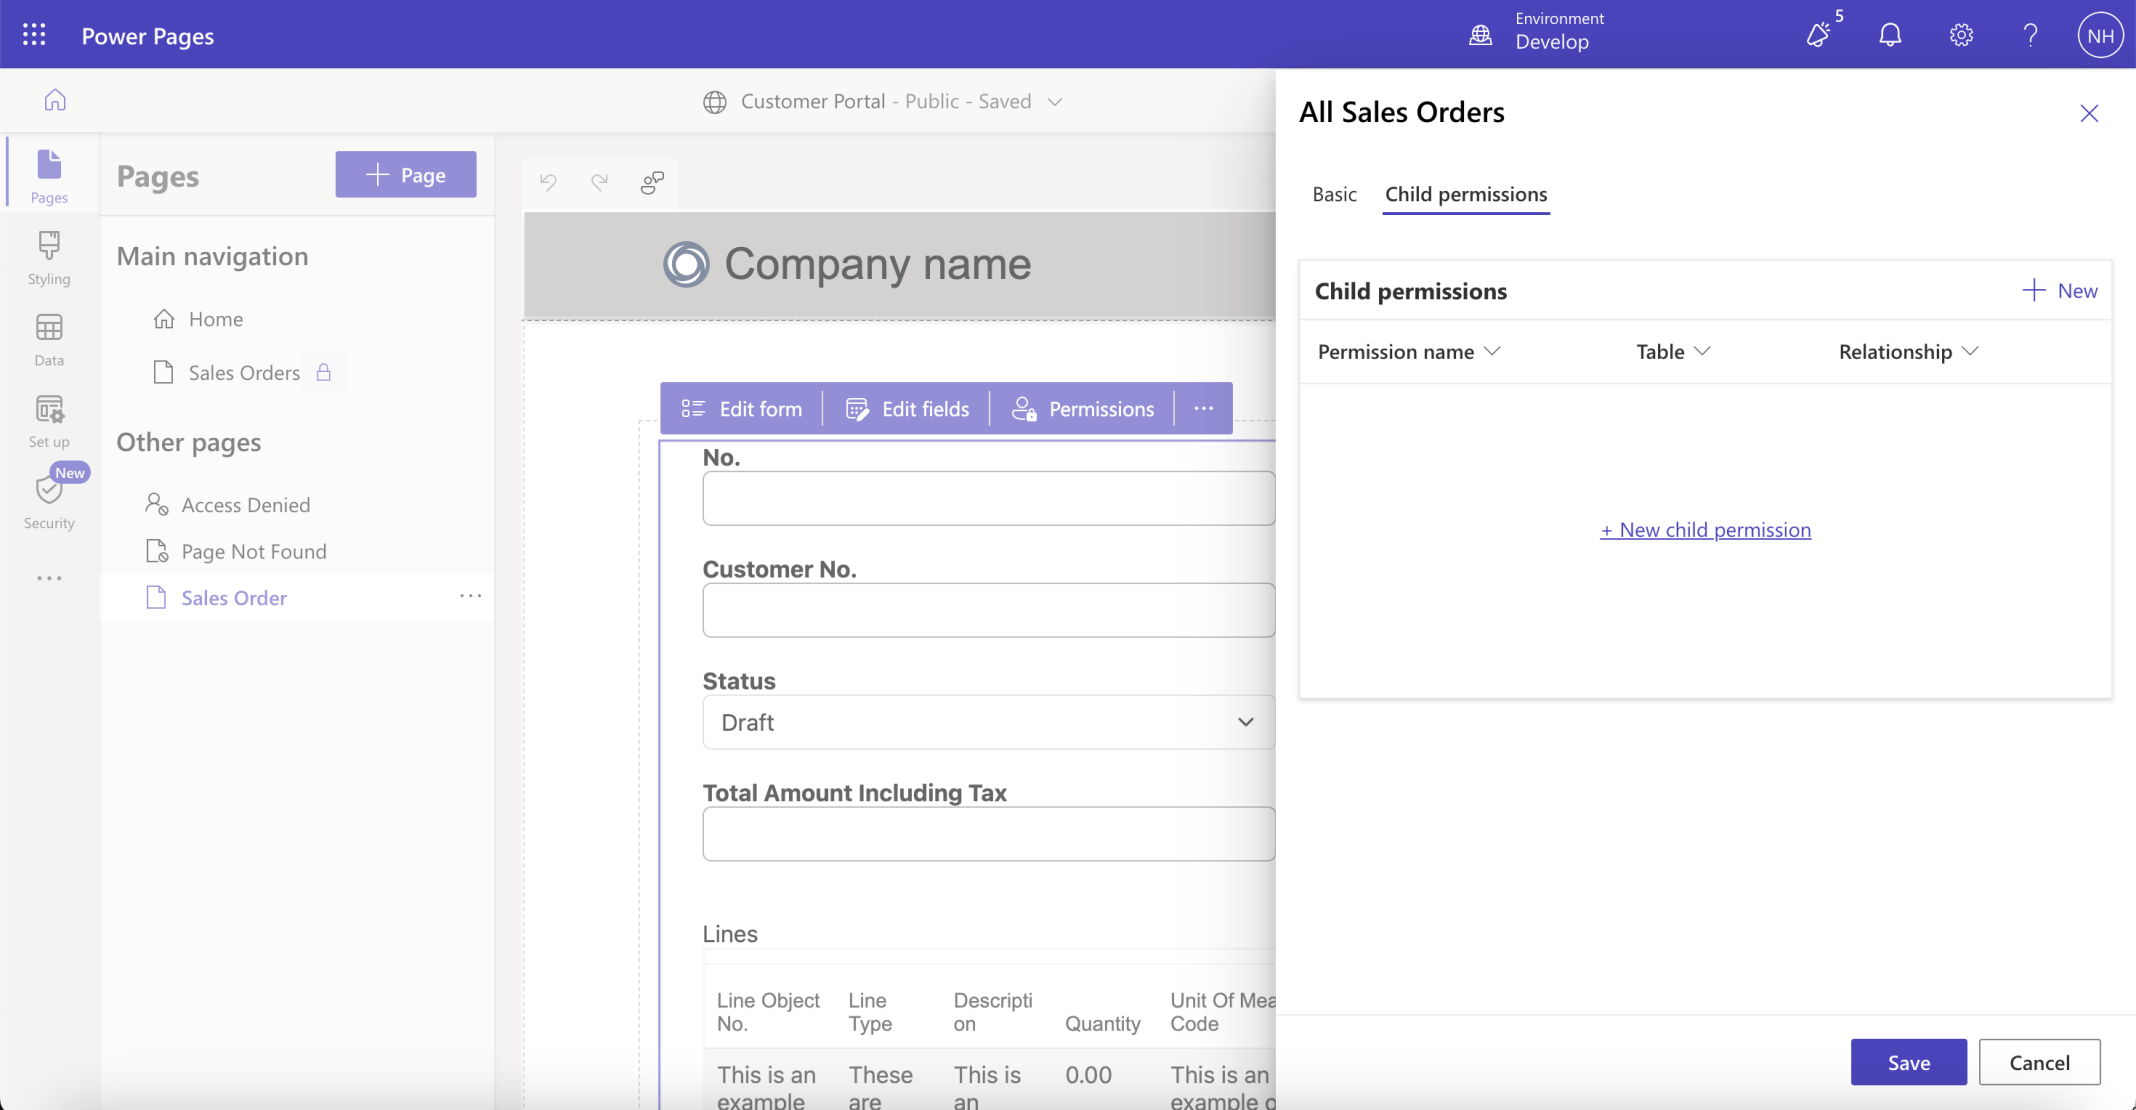 Power Pages
Environment
Develop
5
NH
Customer Portal - Public - Saved
Pages
Styling
Data
Set up
New
Security
Pages
Page
Main navigation
Home
Sales Orders
Other pages
Access Denied
Page Not Found
Sales Order
Company name
Edit form
Edit fields
Permissions
No.
Customer No.
Status
Draft
Total Amount Including Tax
Lines
Line Object No.
Line Type
Descripti
on
Quantity
Unit Of Mea
Code
This is an
example
These
are
This is
an
0.00
This is an
example o
All Sales Orders
Basic
Child permissions
Child permissions
New
Permission name
Table
Relationship
+ New child permission
Save
Cancel